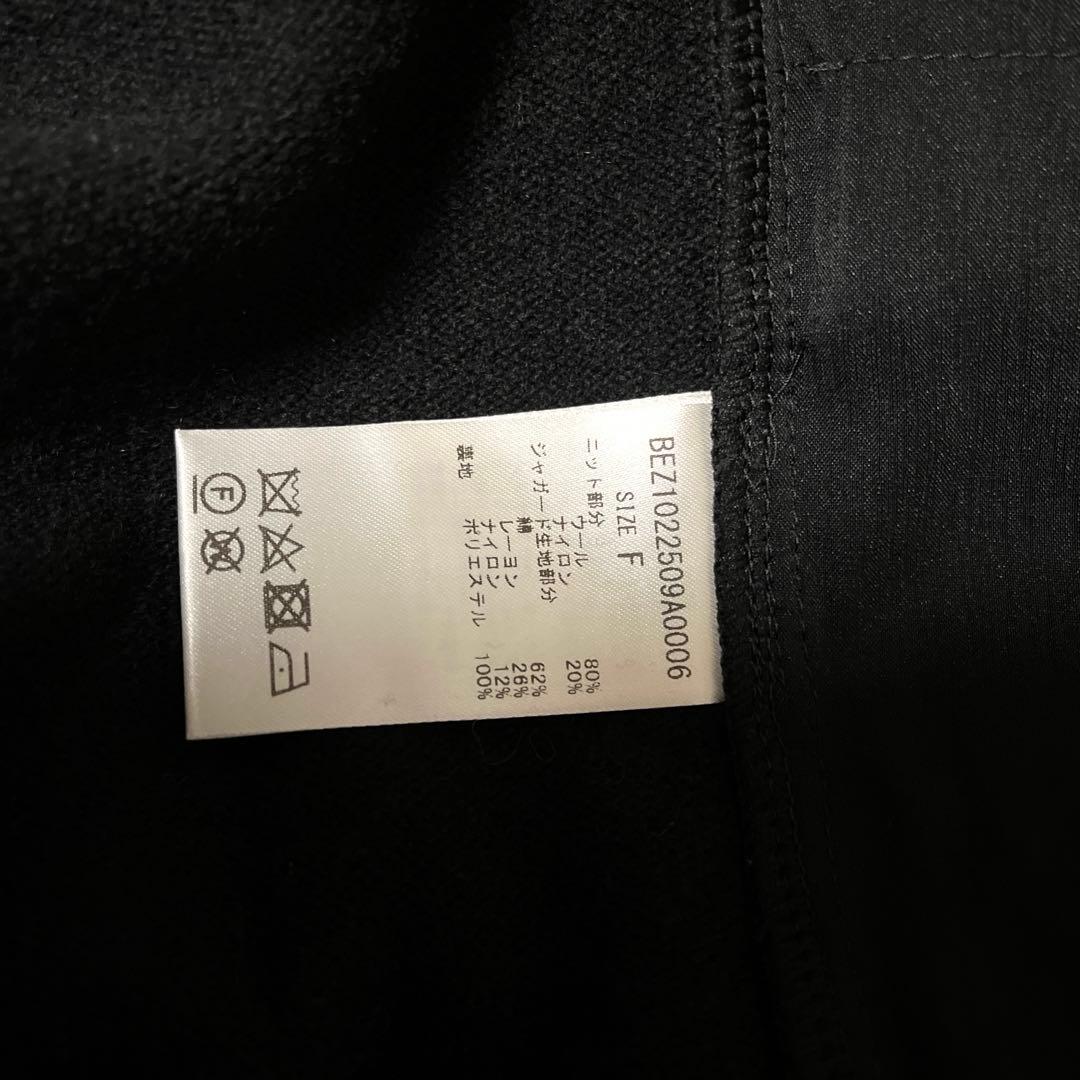 BEZ1022509A0006
SIZE F
ニット部分
ウール 80%
ナイロン 20%
ジャガード生地部分
綿 62%
レーヨン 26%
ナイロン 12%
裏地 ポリエステル 100%
F